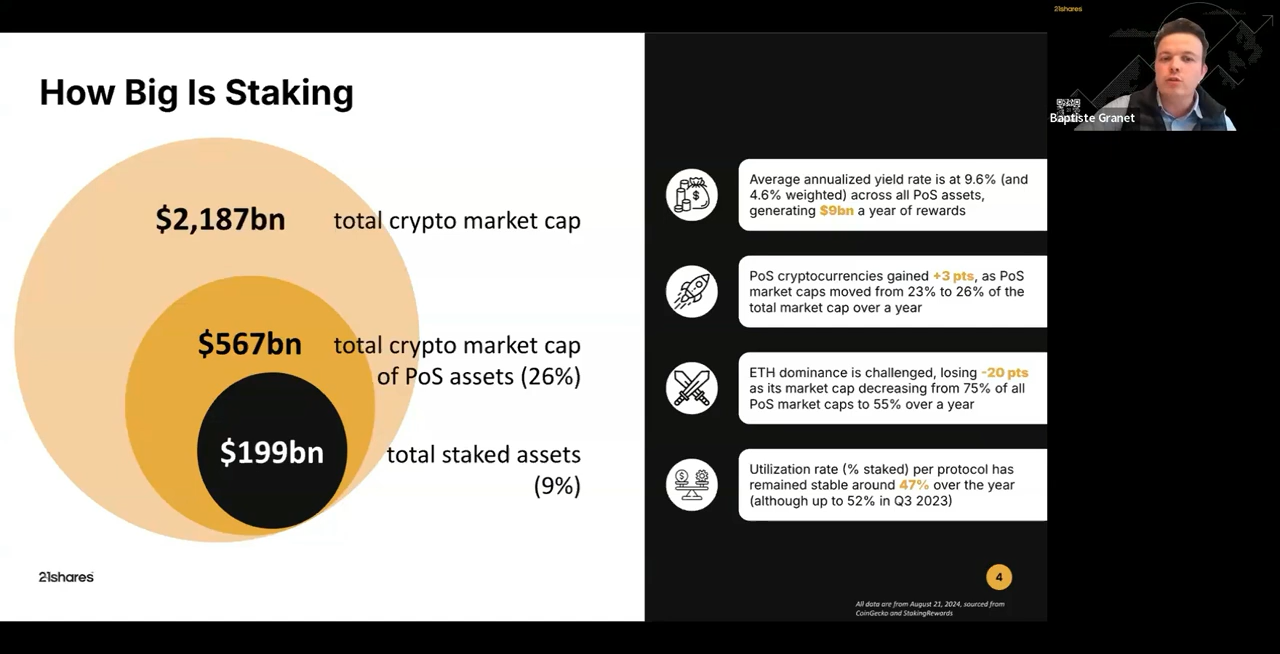 21shares
How Big Is Staking
$2,187bn total crypto market cap
$567bn total crypto market cap
of PoS assets (26%)
$199bn total staked assets
(9%)
21shares
Average annualized yield rate is at 9.6% (and
4.6% weighted) across all PoS assets,
generating $9bn a year of rewards
PoS cryptocurrencies gained +3 pts, as PoS
market caps moved from 23% to 26% of the
total market cap over a year
ETH dominance is challenged, losing -20 pts
as its market cap decreasing from 75% of all
PoS market caps to 55% over a year
Utilization rate (% staked) per protocol has
remained stable around 47% over the year
(although up to 52% in Q3 2023)
4
All data are from August 21, 2024, sourced from
CoinGecko and StakingRewards
Baptiste Granet